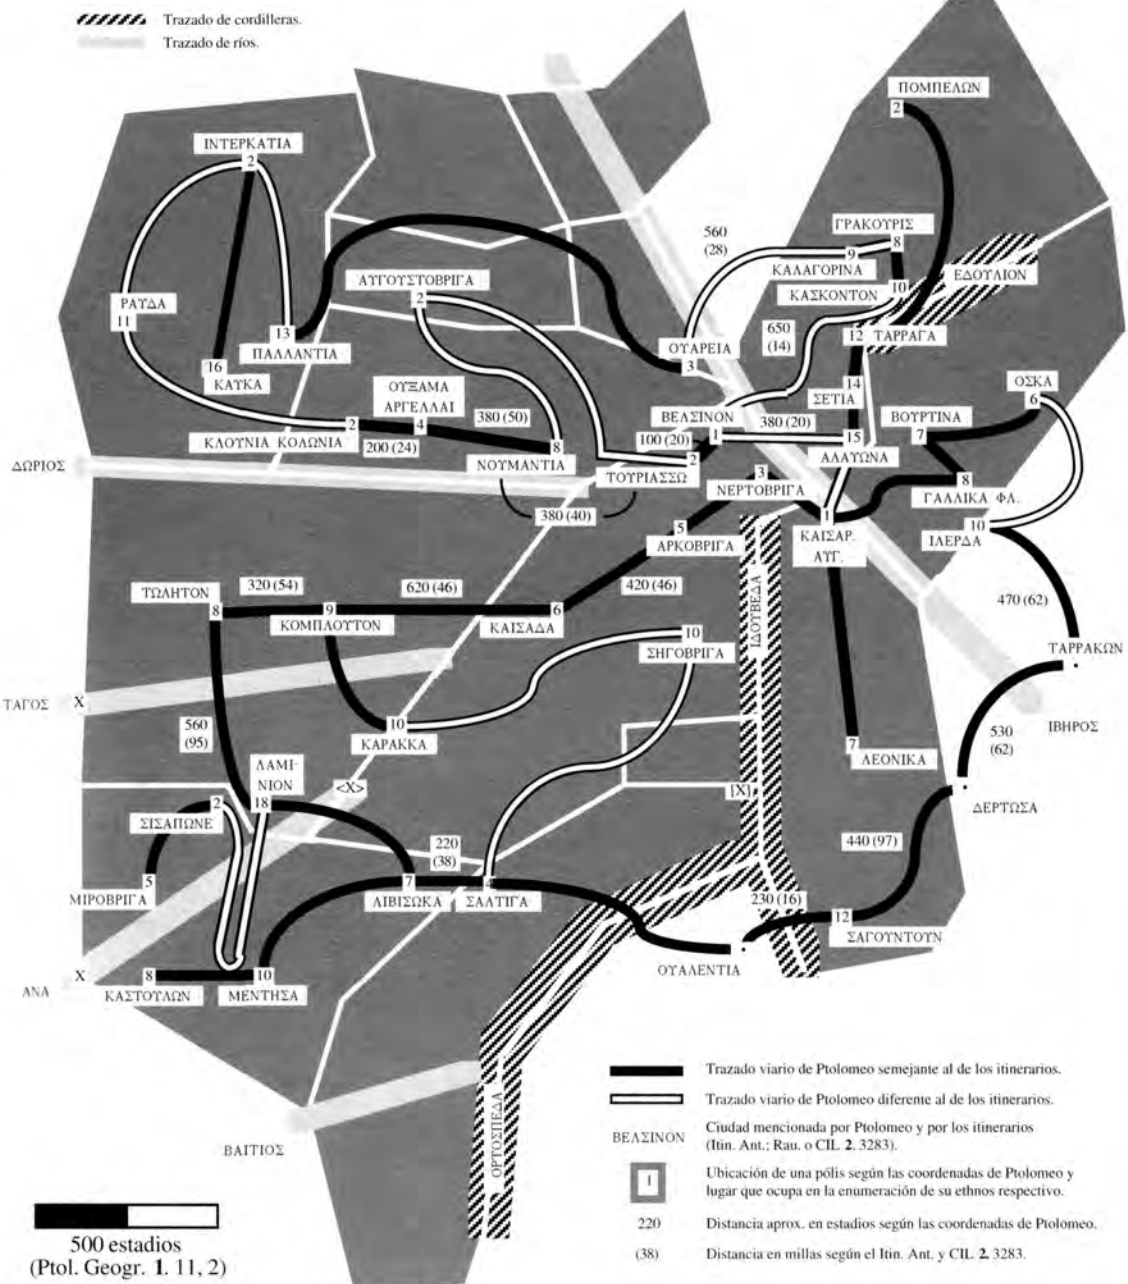 Trazado de cordilleras.
Trazado de ríos.
ΠΟΜΠΕΛΩΝ
2
ΙΝΤΕΡΚΑΤΙΑ
2
ΓΡΑΚΟΥΡΙΣ
8
560
(28)
9
ΚΑΛΑΓΟΡΙΝΑ
ΕΔΟΥΛΙΟΝ
ΑΥΓΟΥΣΤΟΒΡΙΓΑ
2
ΚΑΣΚΟΝΤΟΝ
10
ΡΑΥΔΑ
11
13
ΠΑΛΛΑΝΤΙΑ
650
(14)
12
ΤΑΡΡΑΓΑ
ΟΥΑΡΕΙΑ
3
16
ΚΑΥΚΑ
ΟΥΞΑΜΑ
ΑΡΓΕΛΛΑΙ
14
ΣΕΤΙΑ
ΟΣΚΑ
6
380 (50)
ΒΕΛΣΙΝΟΝ
1
380 (20)
ΒΟΥΡΤΙΝΑ
7
2
4
ΚΛΟΥΝΙΑ ΚΟΛΩΝΙΑ
200 (24)
8
100 (20)
15
ΑΛΑΥΩΝΑ
ΔΩΡΙΟΣ
ΝΟΥΜΑΝΤΙΑ
2
ΤΟΥΡΙΑΣΣΩ
3
ΝΕΡΤΟΒΡΙΓΑ
8
ΓΑΛΛΙΚΑ ΦΛ.
380 (40)
5
ΑΡΚΟΒΡΙΓΑ
1
ΚΑΙΣΑΡ.
ΑΥΓ.
10
ΙΛΕΡΔΑ
ΤΩΛΗΤΟΝ
8
320 (54)
9
ΚΟΜΠΛΟΥΤΟΝ
620 (46)
6
ΚΑΙΣΑΔΑ
420 (46)
ΙΔΟΥΒΕΔΑ
470 (62)
10
ΣΗΓΟΒΡΙΓΑ
ΤΑΡΡΑΚΩΝ
ΤΑΓΟΣ
X
560
(95)
10
ΚΑΡΑΚΚΑ
7
ΛΕΟΝΙΚΑ
530
(62)
ΙΒΗΡΟΣ
ΛΑΜΙ-
ΝΙΟΝ
18
<X>
[X]
2
ΣΙΣΑΠΩΝΕ
ΔΕΡΤΩΣΑ
220
(38)
440 (97)
5
ΜΙΡΟΒΡΙΓΑ
7
ΛΙΒΙΣΩΚΑ
4
ΣΑΛΤΙΓΑ
230 (16)
12
ΣΑΓΟΥΝΤΟΥΝ
ΟΥΑΛΕΝΤΙΑ
ΑΝΑ
X
8
ΚΑΣΤΟΥΛΩΝ
10
ΜΕΝΤΗΣΑ
ΒΑΙΤΙΟΣ
ΟΡΤΟΣΠΕΔΑ
Trazado viario de Ptolomeo semejante al de los itinerarios.
Trazado viario de Ptolomeo diferente al de los itinerarios.
ΒΕΛΣΙΝΟΝ
Ciudad mencionada por Ptolomeo y por los itinerarios
(Itin. Ant.; Rau. o CIL 2. 3283).
1
Ubicación de una pólis según las coordenadas de Ptolomeo y
lugar que ocupa en la enumeración de su ethnos respectivo.
220
Distancia aprox. en estadios según las coordenadas de Ptolomeo.
(38)
Distancia en millas según el Itin. Ant. y CIL 2. 3283.
500 estadios
(Ptol. Geogr. 1. 11, 2)